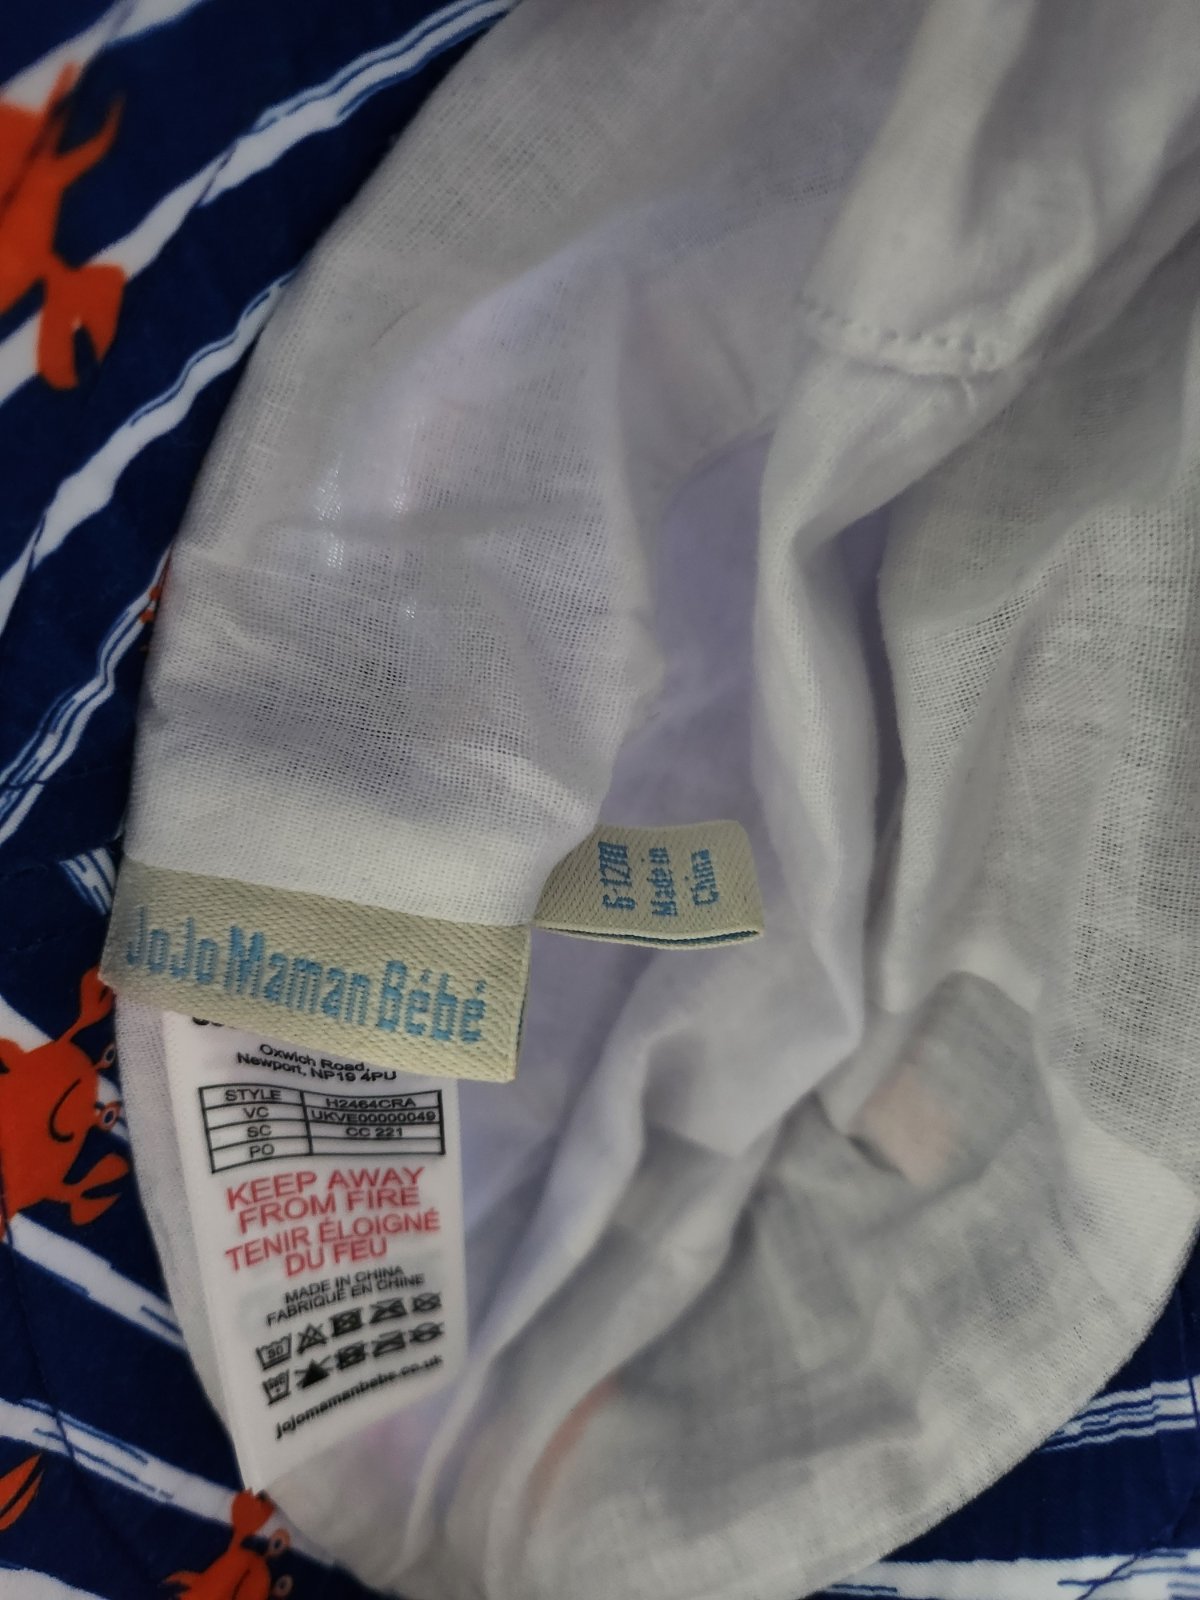 JoJo Maman Bébé
6-12M
Made in
China
Oxwich Road,
Newport, NP19 4PU
STYLE H2464CRA
VC UKVE00000049
SC CC 221
PO
KEEP AWAY
FROM FIRE
TENIR ÉLOIGNÉ
DU FEU
MADE IN CHINA
FABRIQUÉ EN CHINE
jojomamanbebe.co.uk